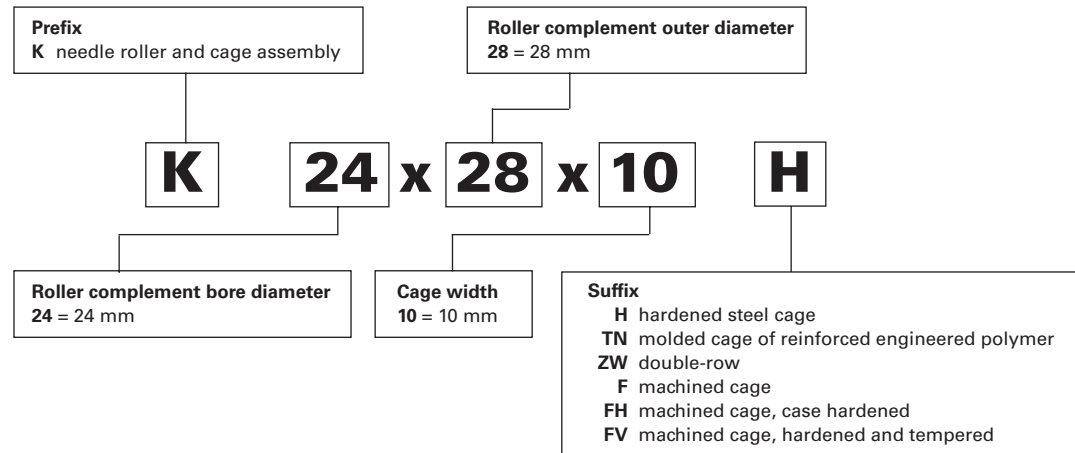 Prefix
K needle roller and cage assembly
Roller complement outer diameter
28 = 28 mm
K 24 x 28 x 10 H
Roller complement bore diameter
24 = 24 mm
Cage width
10 = 10 mm
Suffix
H hardened steel cage
TN molded cage of reinforced engineered polymer
ZW double-row
F machined cage
FH machined cage, case hardened
FV machined cage, hardened and tempered